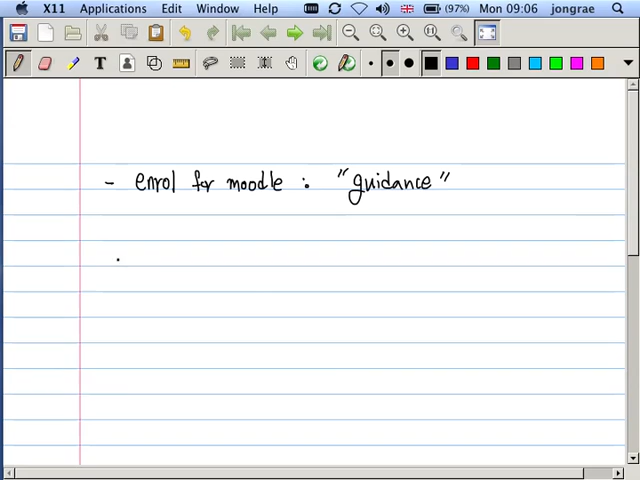 X11 Applications Edit Window Help (97%) Mon 09:06 jongrae
- enrol for moodle : "guidance"